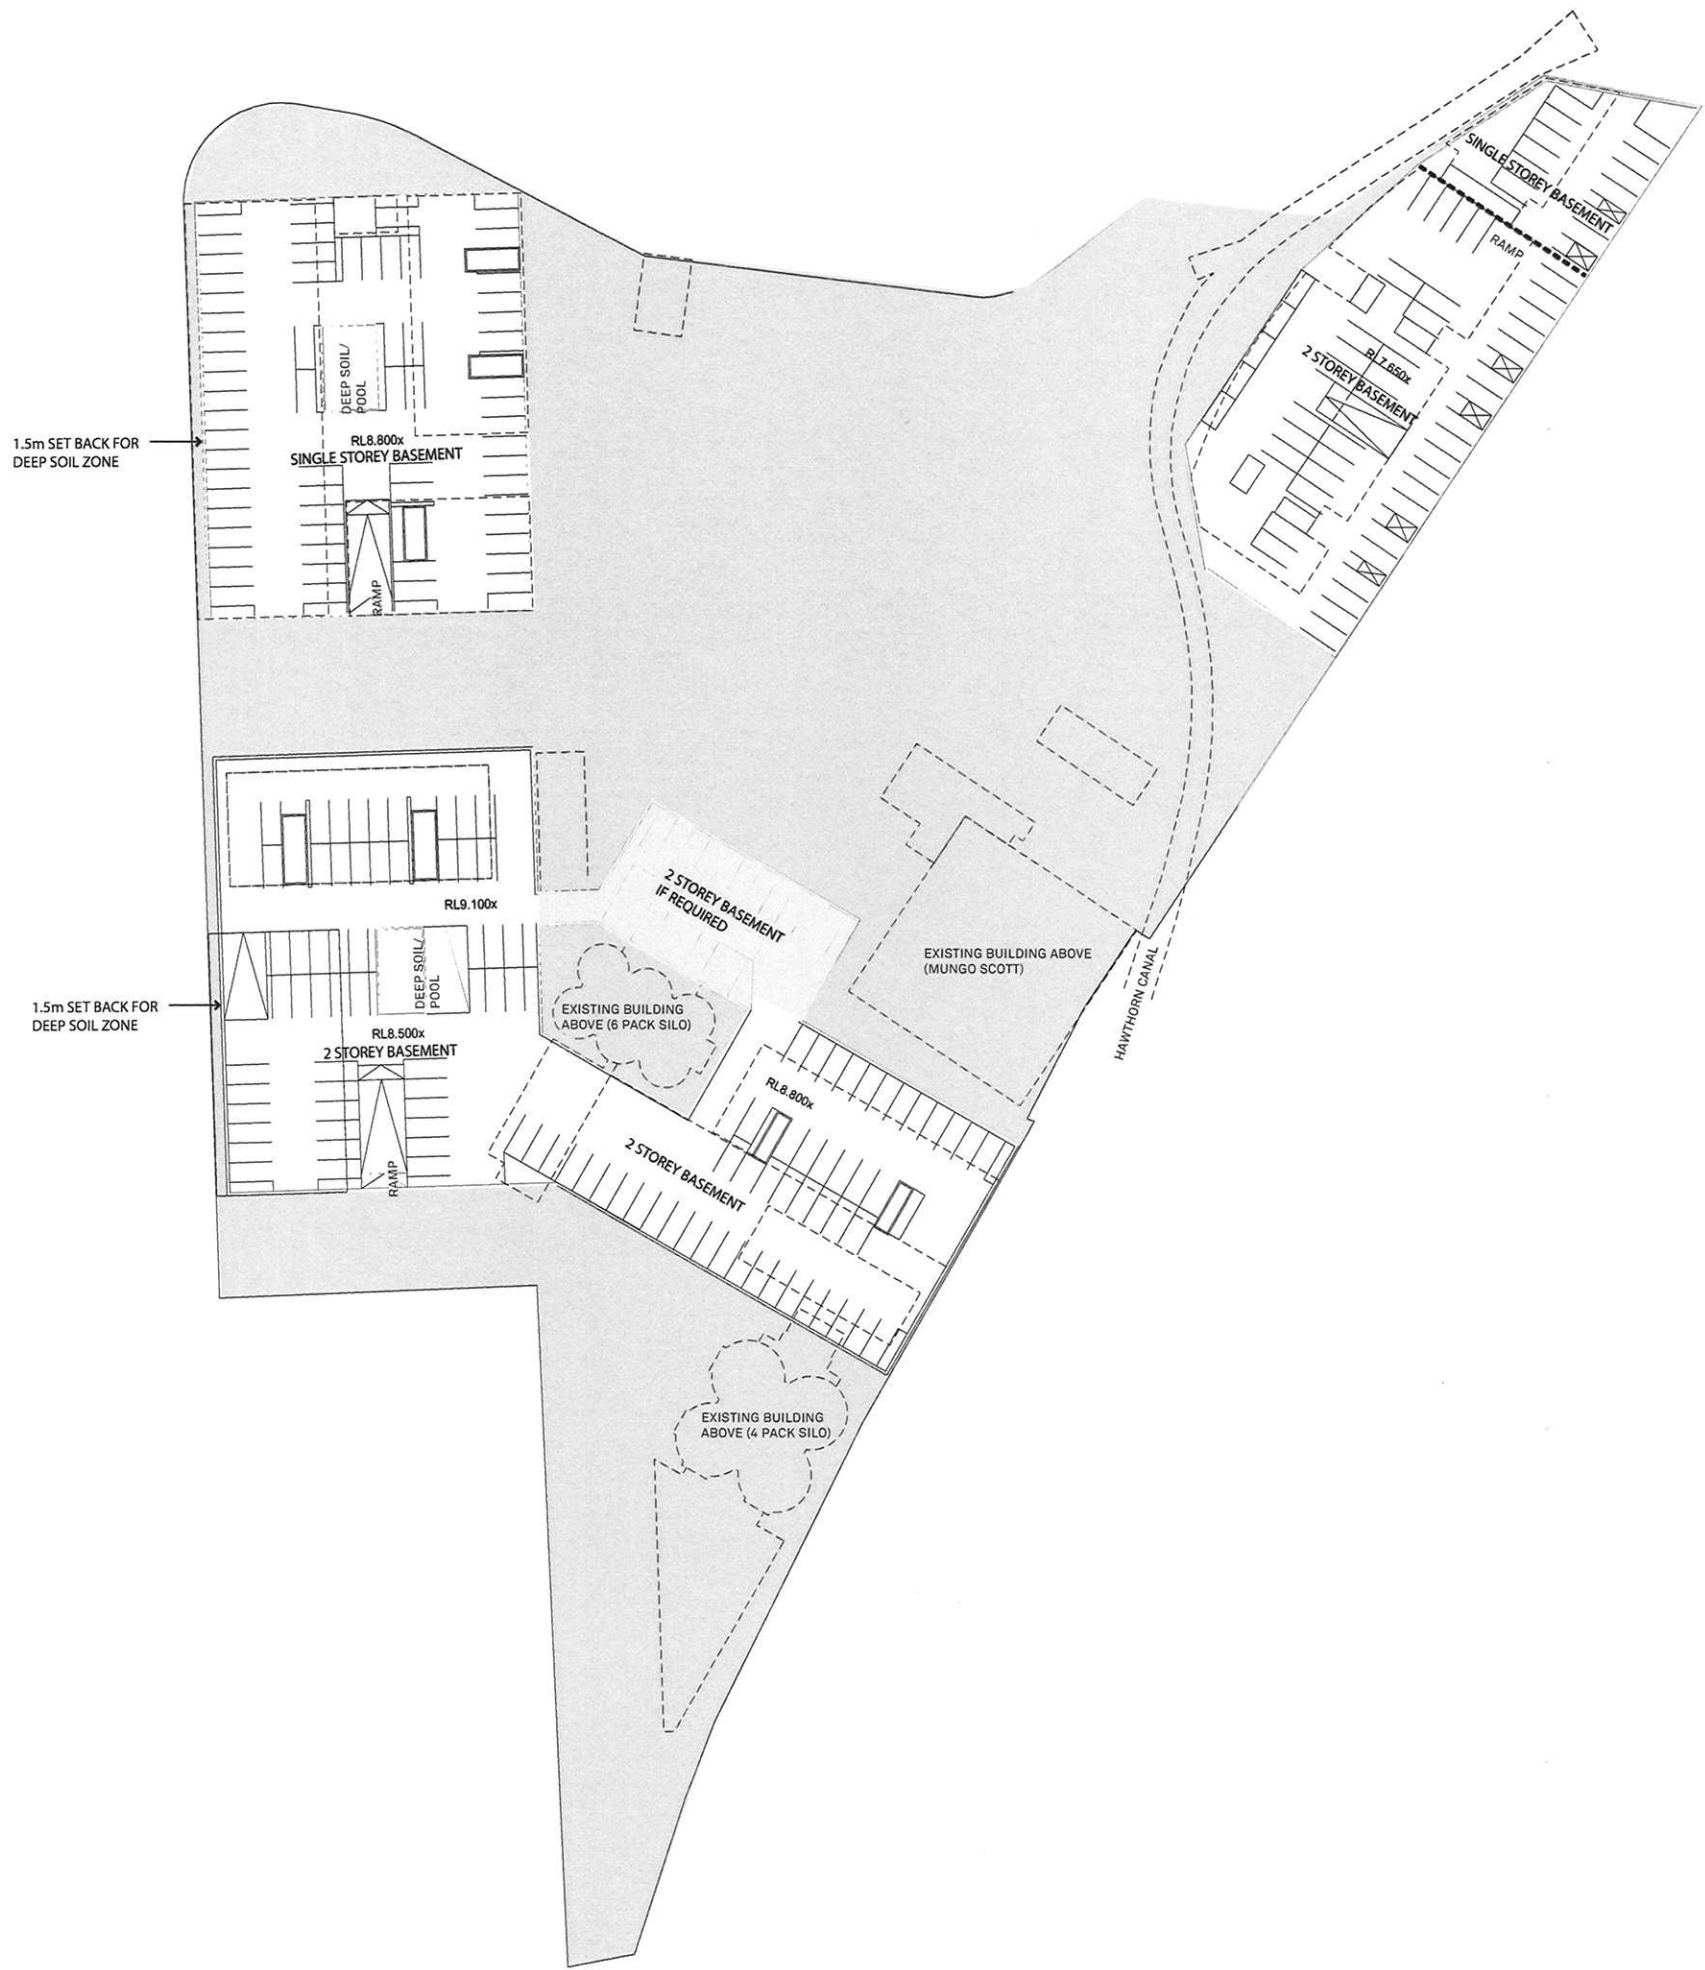 SINGLE STOREY BASEMENT
RAMP
RL7.650x
2 STOREY BASEMENT
DEEP SOIL/
POOL
1.5m SET BACK FOR
DEEP SOIL ZONE
RL8.800x
SINGLE STOREY BASEMENT
RAMP
2 STOREY BASEMENT
IF REQUIRED
RL9.100x
EXISTING BUILDING ABOVE
(MUNGO SCOTT)
HAWTHORN CANAL
DEEP SOIL/
POOL
1.5m SET BACK FOR
DEEP SOIL ZONE
EXISTING BUILDING
ABOVE (6 PACK SILO)
RL8.500x
2 STOREY BASEMENT
RAMP
RL8.800x
2 STOREY BASEMENT
EXISTING BUILDING
ABOVE (4 PACK SILO)